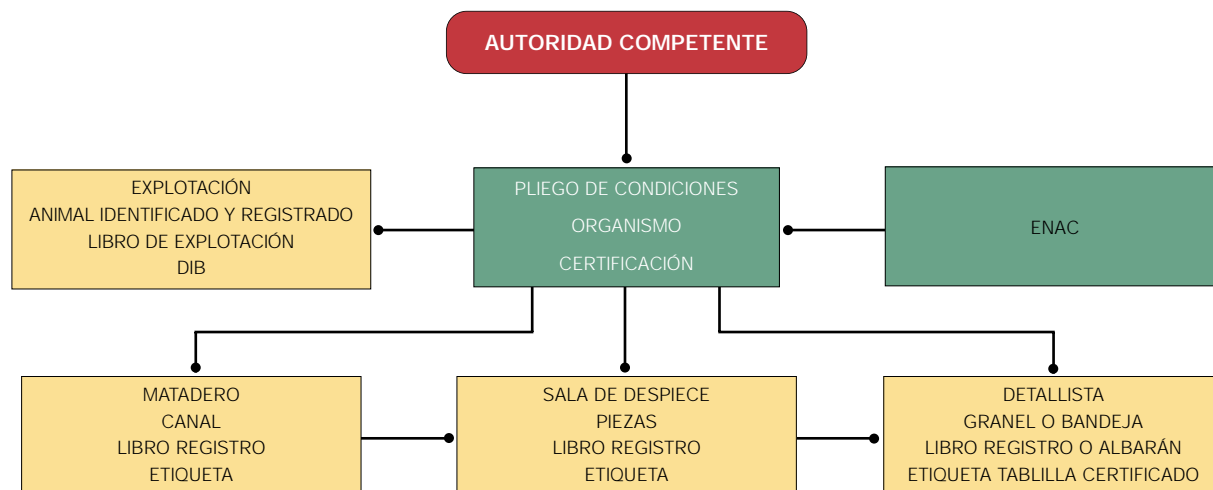 AUTORIDAD COMPETENTE
EXPLOTACIÓN
ANIMAL IDENTIFICADO Y REGISTRADO
LIBRO DE EXPLOTACIÓN
DIB
PLIEGO DE CONDICIONES
ORGANISMO
CERTIFICACIÓN
ENAC
MATADERO
CANAL
LIBRO REGISTRO
ETIQUETA
SALA DE DESPIECE
PIEZAS
LIBRO REGISTRO
ETIQUETA
DETALLISTA
GRANEL O BANDEJA
LIBRO REGISTRO O ALBARÁN
ETIQUETA TABLILLA CERTIFICADO